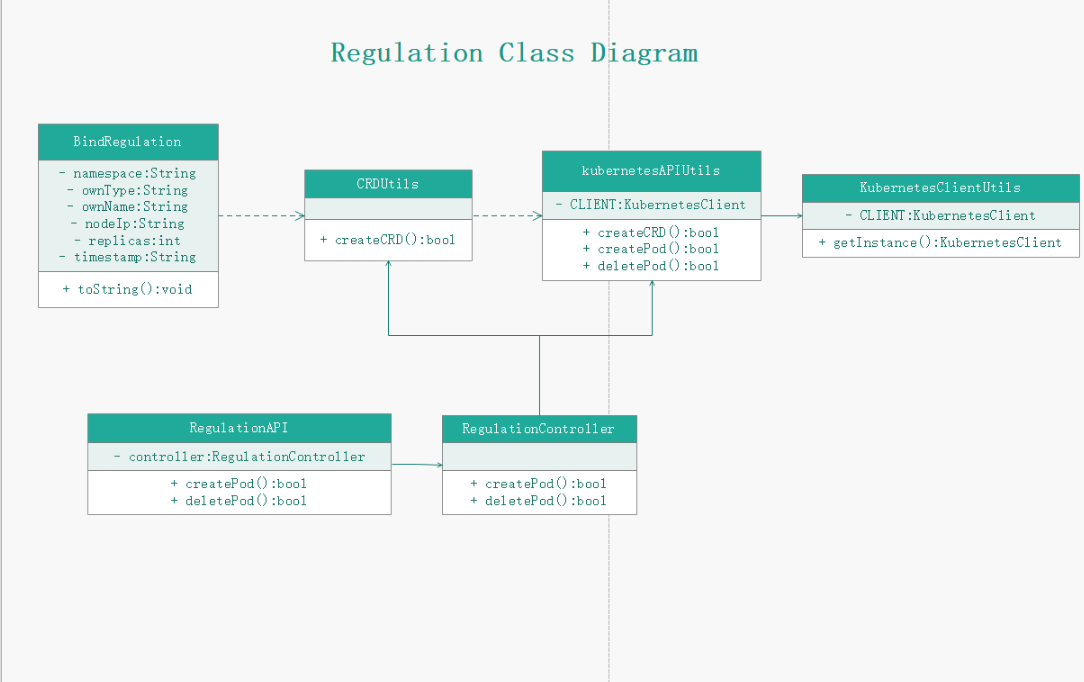 Regulation Class Diagram
BindRegulation
- namespace:String
- ownType:String
- ownName:String
- nodeIp:String
- replicas:int
- timestamp:String
+ toString():void
CRDUtils
+ createCRD():bool
kubernetesAPIUtils
- CLIENT:KubernetesClient
+ createCRD():bool
+ createPod():bool
+ deletePod():bool
KubernetesClientUtils
- CLIENT:KubernetesClient
+ getInstance():KubernetesClient
RegulationAPI
- controller:RegulationController
+ createPod():bool
+ deletePod():bool
RegulationController
+ createPod():bool
+ deletePod():bool